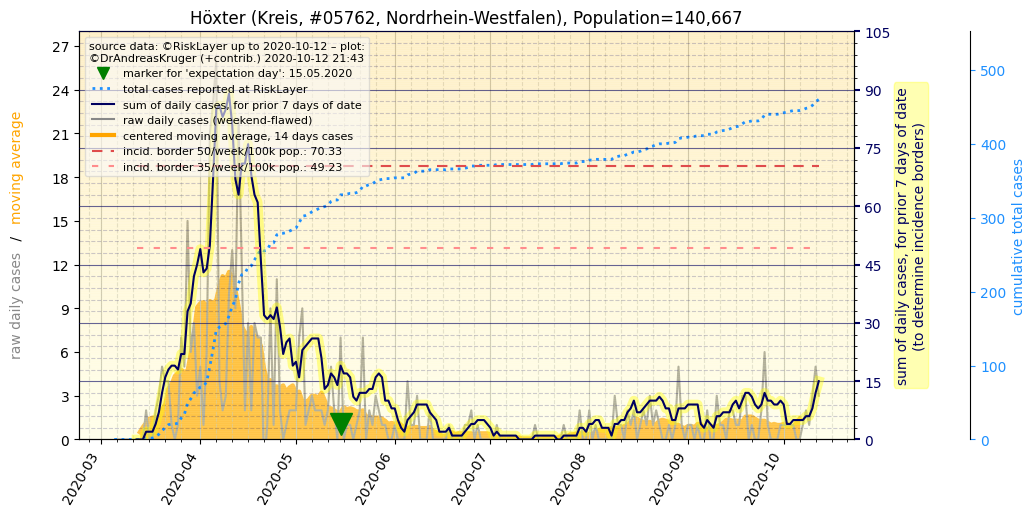 Höxter (Kreis, #05762, Nordrhein-Westfalen), Population=140,667
source data: ©RiskLayer up to 2020-10-12 – plot:
©DrAndreasKruger (+contrib.) 2020-10-12 21:43
marker for 'expectation day': 15.05.2020
total cases reported at RiskLayer
sum of daily cases, for prior 7 days of date
raw daily cases (weekend-flawed)
centered moving average, 14 days cases
incid. border 50/week/100k pop.: 70.33
incid. border 35/week/100k pop.: 49.23
raw daily cases / moving average
27
24
21
18
15
12
9
6
3
0
105
90
75
60
45
30
15
0
sum of daily cases, for prior 7 days of date
(to determine incidence borders)
500
400
300
200
100
0
cumulative total cases
2020-03
2020-04
2020-05
2020-06
2020-07
2020-08
2020-09
2020-10